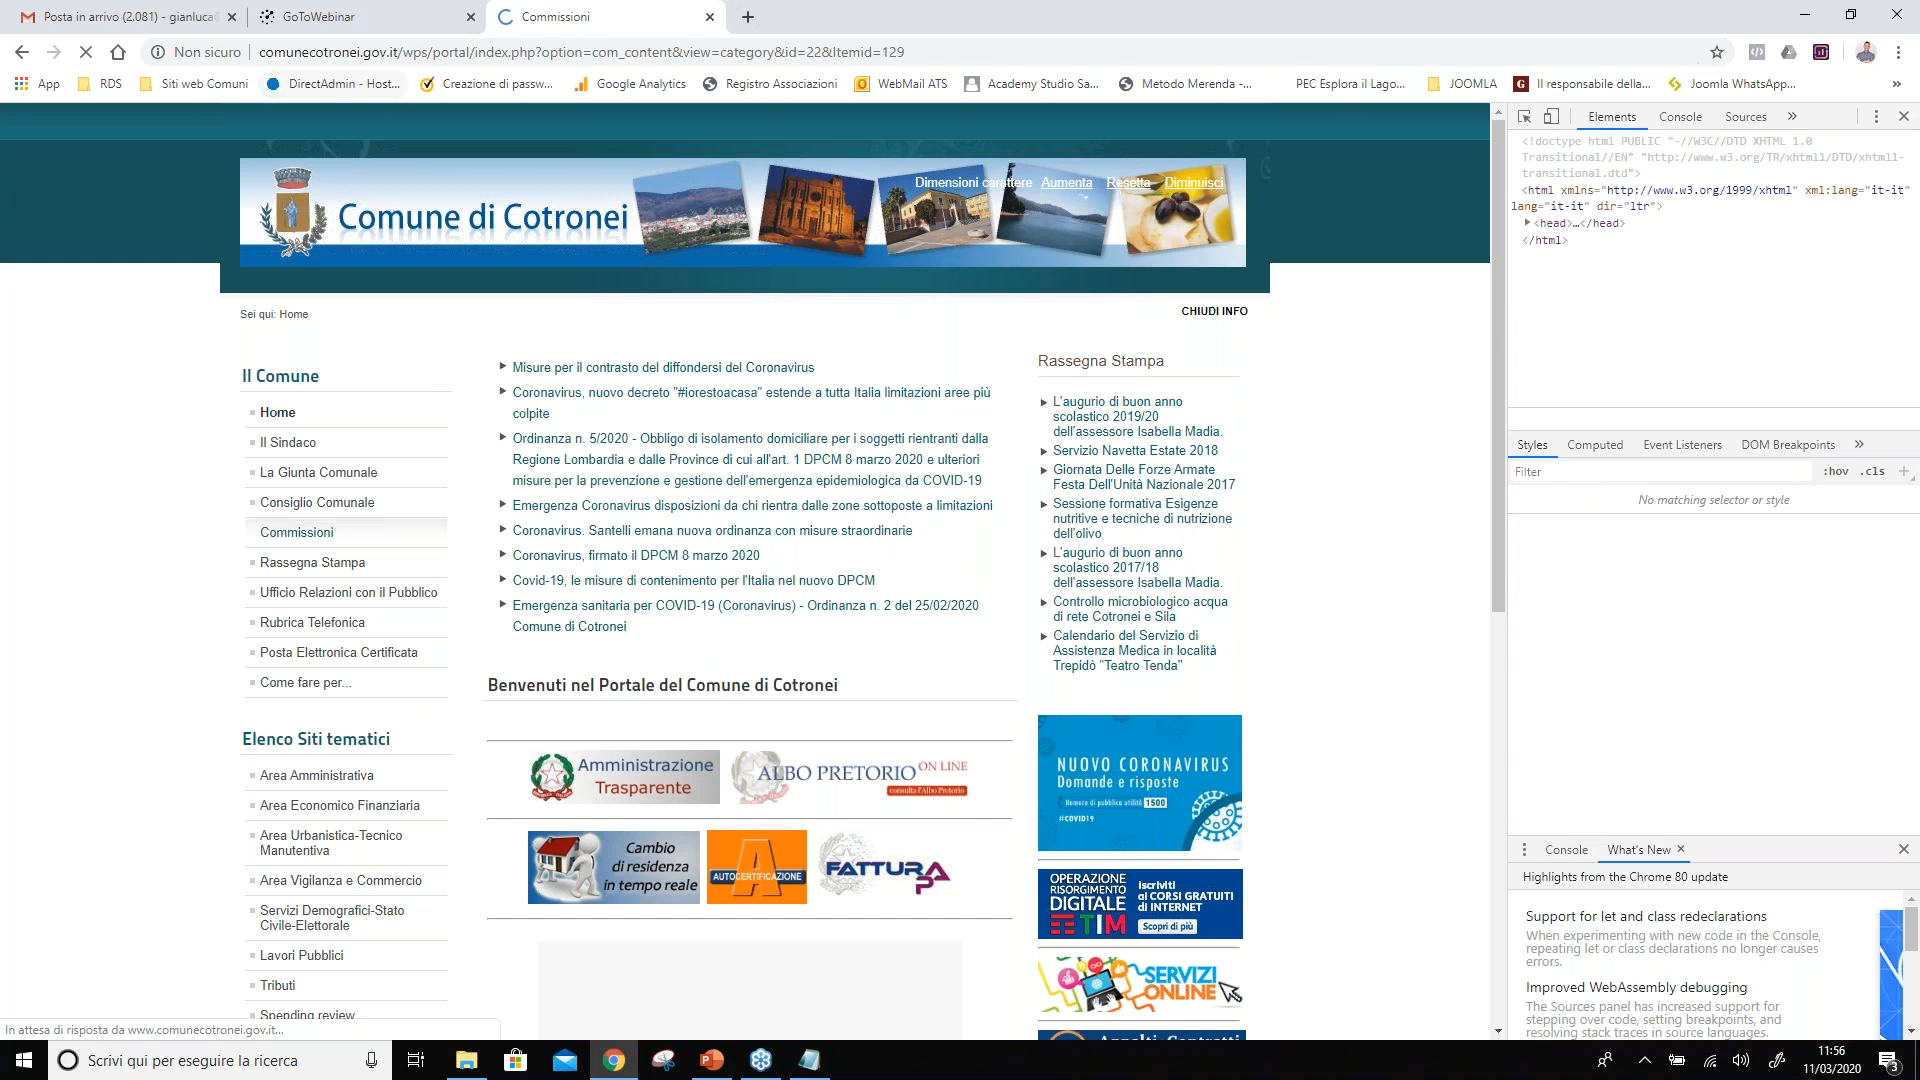 Posta in arrivo (2.081) - gianluca
GoToWebinar
Commissioni
Non sicuro
comunecotronei.gov.it/wps/portal/index.php?option=com_content&view=category&id=22&Itemid=129
App
RDS
Siti web Comuni
DirectAdmin - Host...
Creazione di passw...
Google Analytics
Registro Associazioni
WebMail ATS
Academy Studio Sa...
Metodo Merenda -...
PEC Esplora il Lago...
JOOMLA
Il responsabile della...
Joomla WhatsApp...
»
Dimensioni carattere Aumenta Resetta Diminuisci
Comune di Cotronei
Sei qui: Home
CHIUDI INFO
Il Comune
Home
Il Sindaco
La Giunta Comunale
Consiglio Comunale
Commissioni
Rassegna Stampa
Ufficio Relazioni con il Pubblico
Rubrica Telefonica
Posta Elettronica Certificata
Come fare per...
Elenco Siti tematici
Area Amministrativa
Area Economico Finanziaria
Area Urbanistica-Tecnico
Manutentiva
Area Vigilanza e Commercio
Servizi Demografici-Stato
Civile-Elettorale
Lavori Pubblici
Tributi
Spending review
In attesa di risposta da www.comunecotronei.gov.it...
Misure per il contrasto del diffondersi del Coronavirus
Coronavirus, nuovo decreto "#iorestoacasa" estende a tutta Italia limitazioni aree più
colpite
Ordinanza n. 5/2020 - Obbligo di isolamento domiciliare per i soggetti rientranti dalla
Regione Lombardia e dalle Province di cui all'art. 1 DPCM 8 marzo 2020 e ulteriori
misure per la prevenzione e gestione dell'emergenza epidemiologica da COVID-19
Emergenza Coronavirus disposizioni da chi rientra dalle zone sottoposte a limitazioni
Coronavirus. Santelli emana nuova ordinanza con misure straordinarie
Coronavirus, firmato il DPCM 8 marzo 2020
Covid-19, le misure di contenimento per l'Italia nel nuovo DPCM
Emergenza sanitaria per COVID-19 (Coronavirus) - Ordinanza n. 2 del 25/02/2020
Comune di Cotronei
Benvenuti nel Portale del Comune di Cotronei
Amministrazione
Trasparente
ALBO PRETORIO ON LINE
consulta l'Albo Pretorio
Cambio
di residenza
in tempo reale
AUTOCERTIFICAZIONE
FATTURA PA
Rassegna Stampa
L'augurio di buon anno
scolastico 2019/20
dell'assessore Isabella Madia.
Servizio Navetta Estate 2018
Giornata Delle Forze Armate
Festa Dell'Unità Nazionale 2017
Sessione formativa Esigenze
nutritive e tecniche di nutrizione
dell'olivo
L'augurio di buon anno
scolastico 2017/18
dell'assessore Isabella Madia.
Controllo microbiologico acqua
di rete Cotronei e Sila
Calendario del Servizio di
Assistenza Medica in località
Trepidò "Teatro Tenda"
NUOVO CORONAVIRUS
Domande e risposte
Numero di pubblica utilità 1500
#COVID19
OPERAZIONE
RISORGIMENTO
DIGITALE
TIM
Iscriviti
ai CORSI GRATUITI
di INTERNET
Scopri di più
SERVIZI
ONLINE
Appalti Contratti
Elements
Console
Sources
»
<!doctype html PUBLIC "-//W3C//DTD XHTML 1.0
Transitional//EN" "http://www.w3.org/TR/xhtml1/DTD/xhtml1-
transitional.dtd">
<html xmlns="http://www.w3.org/1999/xhtml" xml:lang="it-it"
lang="it-it" dir="ltr">
<head>…</head>
</html>
Styles
Computed
Event Listeners
DOM Breakpoints
»
Filter
:hov .cls +
No matching selector or style
Console
What's New
Highlights from the Chrome 80 update
Support for let and class redeclarations
When experimenting with new code in the Console,
repeating let or class declarations no longer causes
errors.
Improved WebAssembly debugging
The Sources panel has increased support for
stepping over code, setting breakpoints, and
resolving stack traces in source languages.
Scrivi qui per eseguire la ricerca
11:56
11/03/2020
3